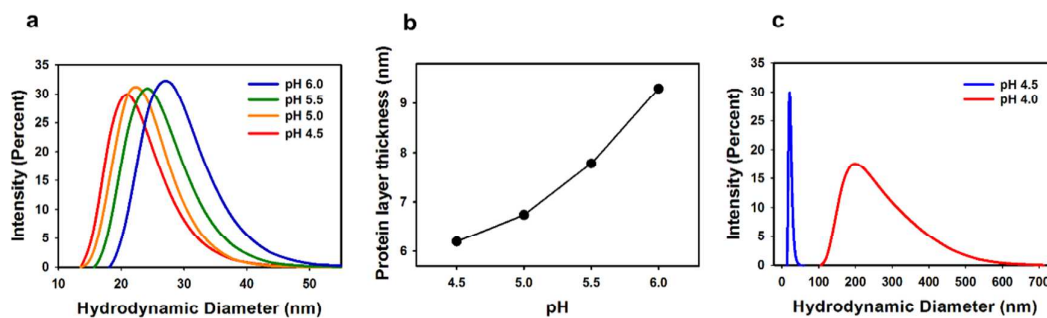 a
35
30
25
20
15
10
5
0
Intensity (Percent)
pH 6.0
pH 5.5
pH 5.0
pH 4.5
10 20 30 40 50
Hydrodynamic Diameter (nm)
b
9
8
7
6
Protein layer thickness (nm)
4.5 5.0 5.5 6.0
pH
c
35
30
25
20
15
10
5
0
Intensity (Percent)
pH 4.5
pH 4.0
0 100 200 300 400 500 600 700
Hydrodynamic Diameter (nm)